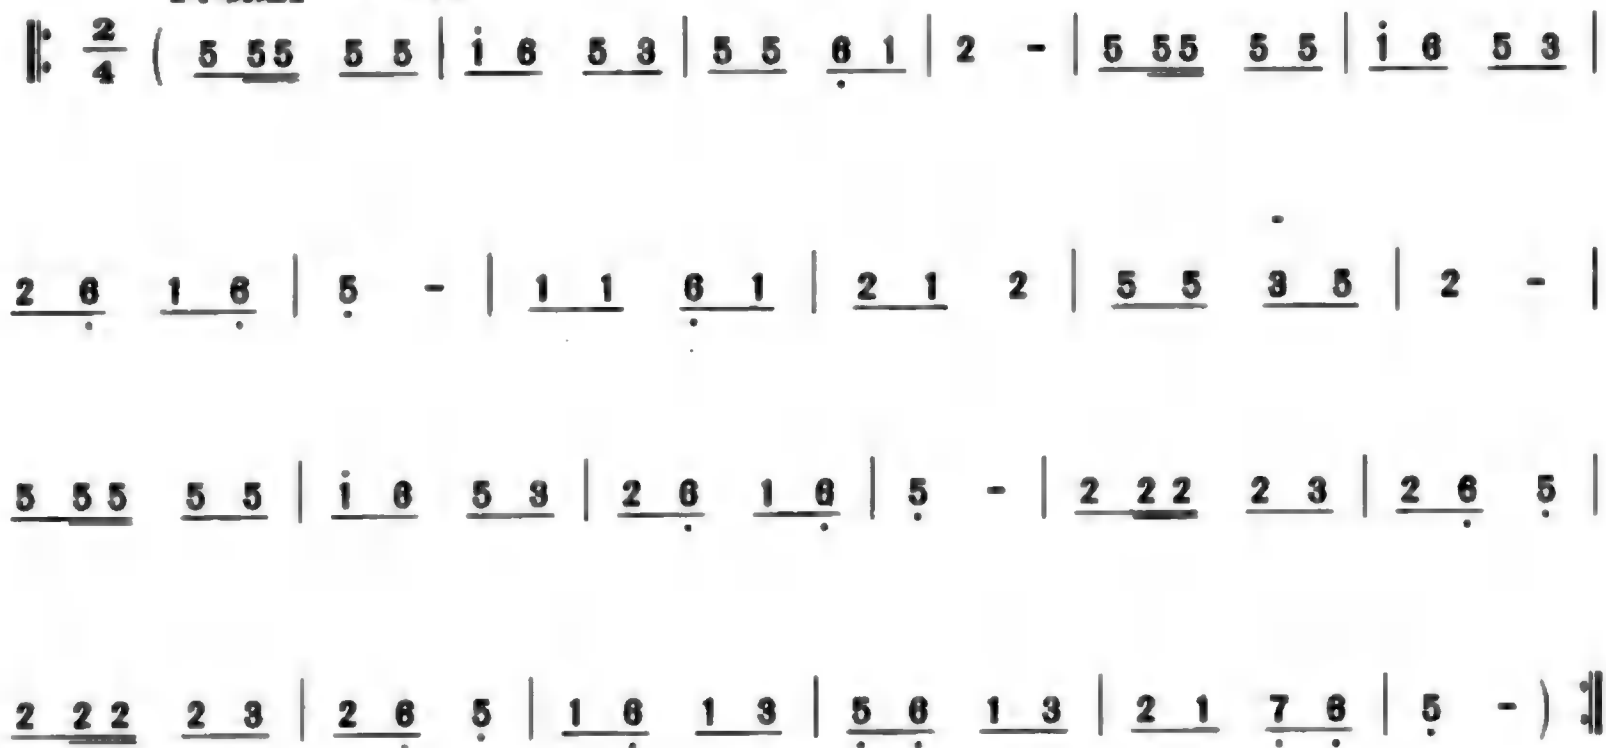 ‖: 2/4 ( 5 55 5 5 | i 6 5 3 | 5 5 6̣ 1 | 2 - | 5 55 5 5 | i 6 5 3 |
2 6̣ 1 6̣ | 5̣ - | 1 1 6̣ 1 | 2 1 2 | 5 5 3 5 | 2 - |
5 55 5 5 | i 6 5 3 | 2 6̣ 1 6̣ | 5̣ - | 2 22 2 3 | 2 6̣ 5̣ |
2 22 2 3 | 2 6̣ 5̣ | 1 6̣ 1 3 | 5̣ 6̣ 1 3 | 2 1 7̣ 6̣ | 5̣ - ) :‖